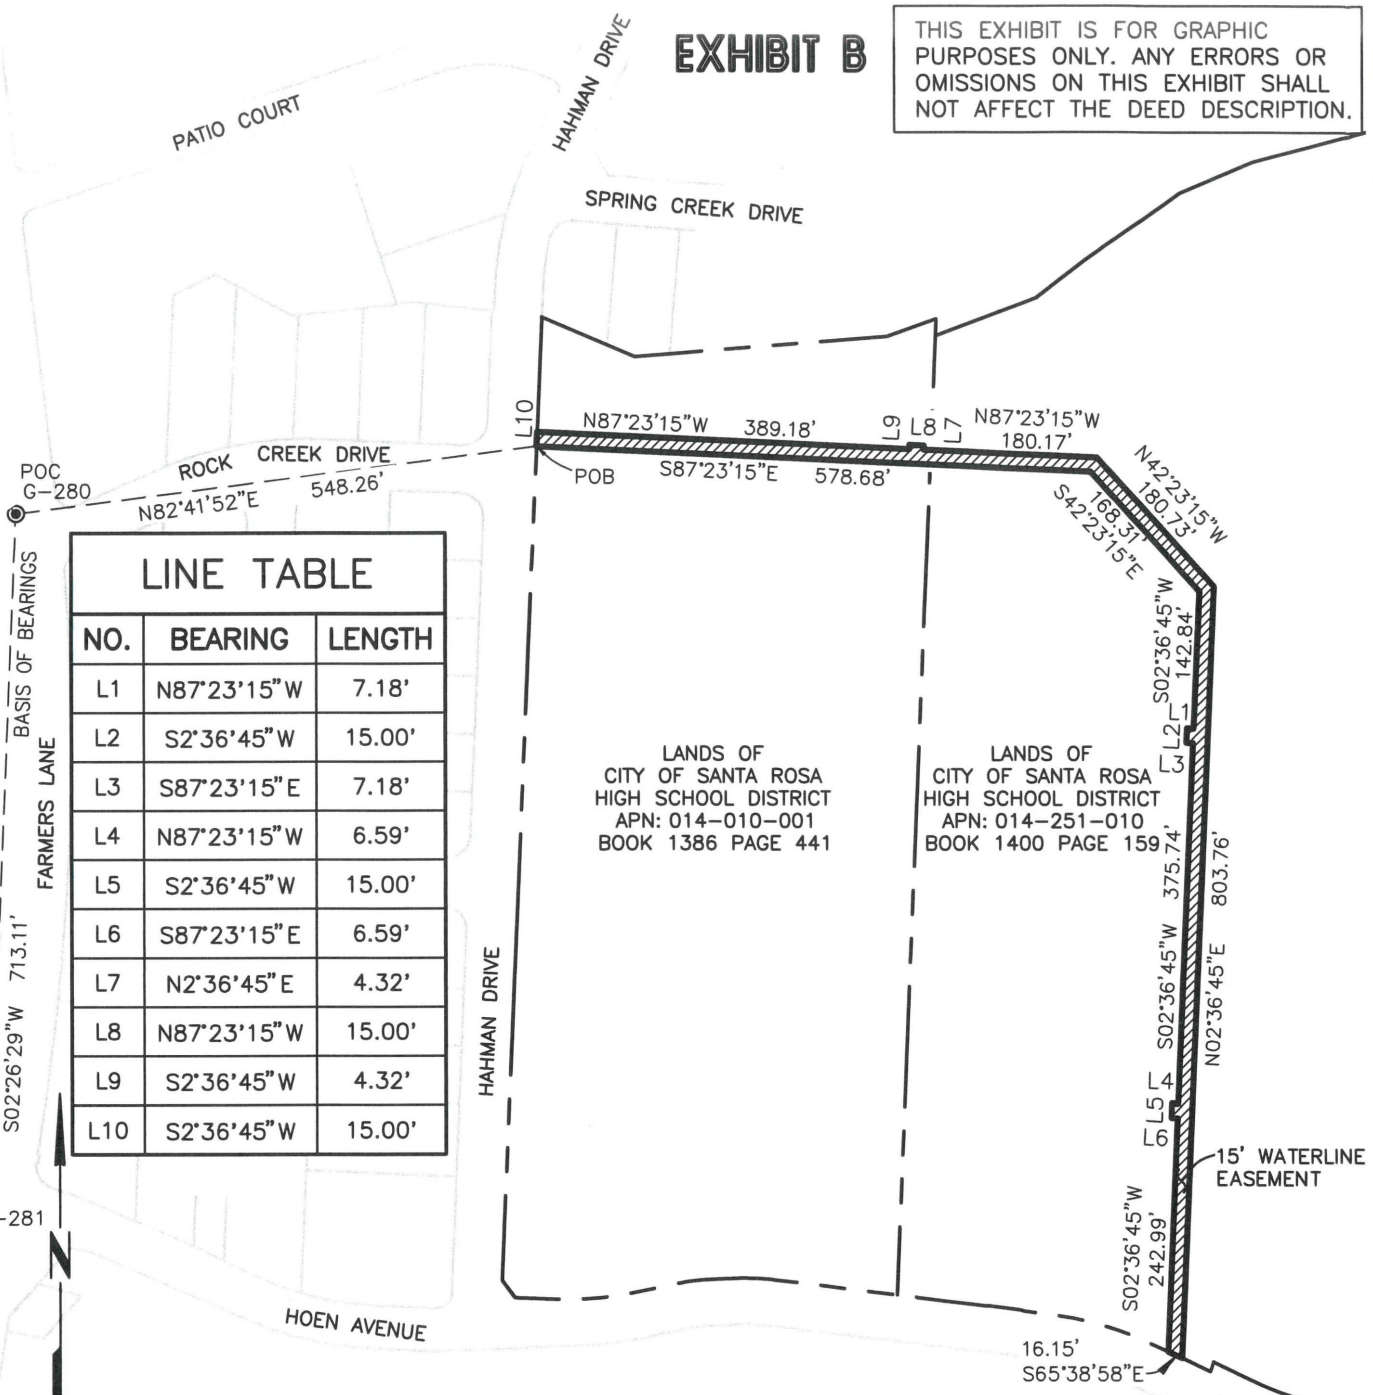 EXHIBIT B
THIS EXHIBIT IS FOR GRAPHIC
PURPOSES ONLY. ANY ERRORS OR
OMISSIONS ON THIS EXHIBIT SHALL
NOT AFFECT THE DEED DESCRIPTION.
PATIO COURT
HAHMAN DRIVE
SPRING CREEK DRIVE
L10
N87°23'15"W 389.18'
L9
L8
L7
N87°23'15"W
180.17'
S87°23'15"E 578.68'
POB
ROCK CREEK DRIVE
N82°41'52"E 548.26'
POC
G-280
N42°23'15"W
180.73'
168.31'
S42°23'15"E
BASIS OF BEARINGS
FARMERS LANE
S02°26'29"W 713.11'
LINE TABLE
NO. BEARING LENGTH
L1 N87°23'15"W 7.18'
L2 S2°36'45"W 15.00'
L3 S87°23'15"E 7.18'
L4 N87°23'15"W 6.59'
L5 S2°36'45"W 15.00'
L6 S87°23'15"E 6.59'
L7 N2°36'45"E 4.32'
L8 N87°23'15"W 15.00'
L9 S2°36'45"W 4.32'
L10 S2°36'45"W 15.00'
S02°36'45"W
142.84'
L1
L2
L3
LANDS OF
CITY OF SANTA ROSA
HIGH SCHOOL DISTRICT
APN: 014-010-001
BOOK 1386 PAGE 441
LANDS OF
CITY OF SANTA ROSA
HIGH SCHOOL DISTRICT
APN: 014-251-010
BOOK 1400 PAGE 159
S02°36'45"W 375.74'
N02°36'45"E 803.76'
HAHMAN DRIVE
L4
L5
L6
15' WATERLINE
EASEMENT
S02°36'45"W
242.99'
-281
N
HOEN AVENUE
16.15'
S65°38'58"E